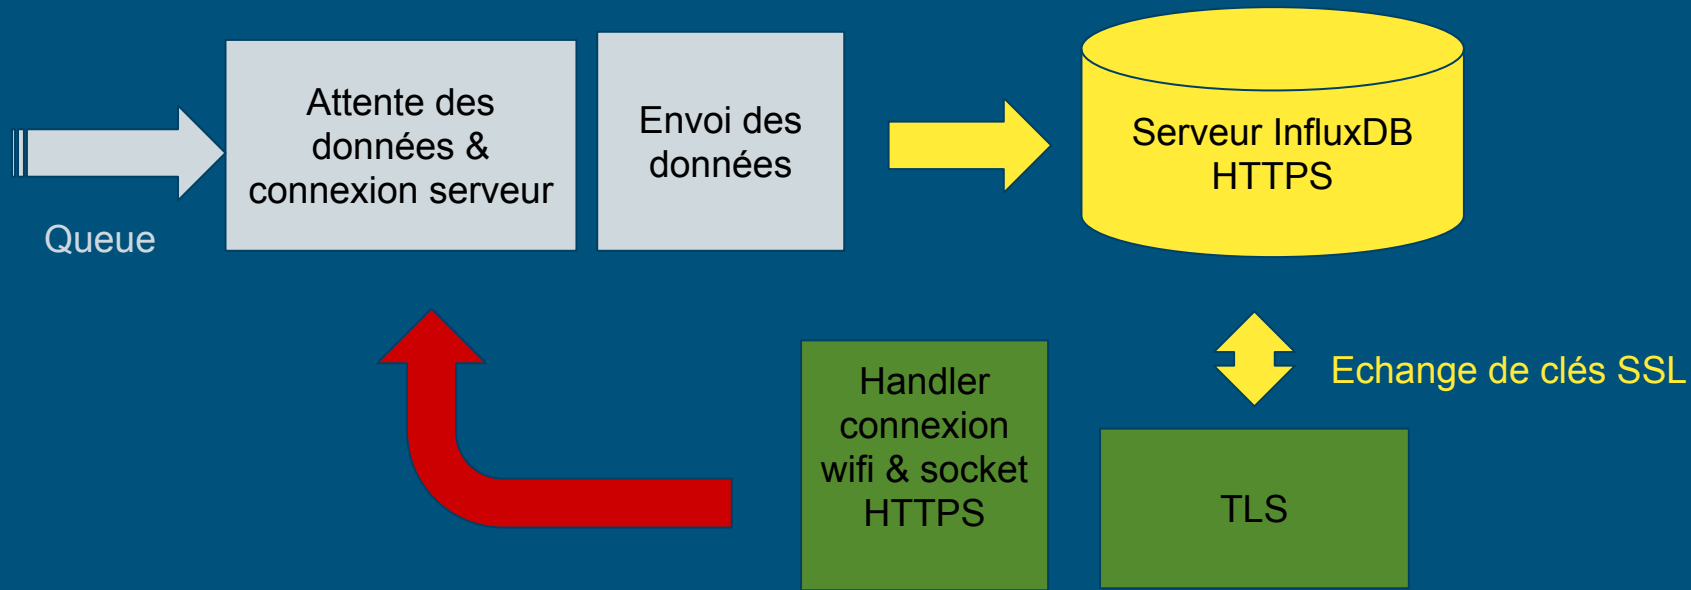 Queue
Attente des
données &
connexion serveur
Envoi des
données
Serveur InfluxDB
HTTPS
Handler
connexion
wifi & socket
HTTPS
Echange de clés SSL
TLS